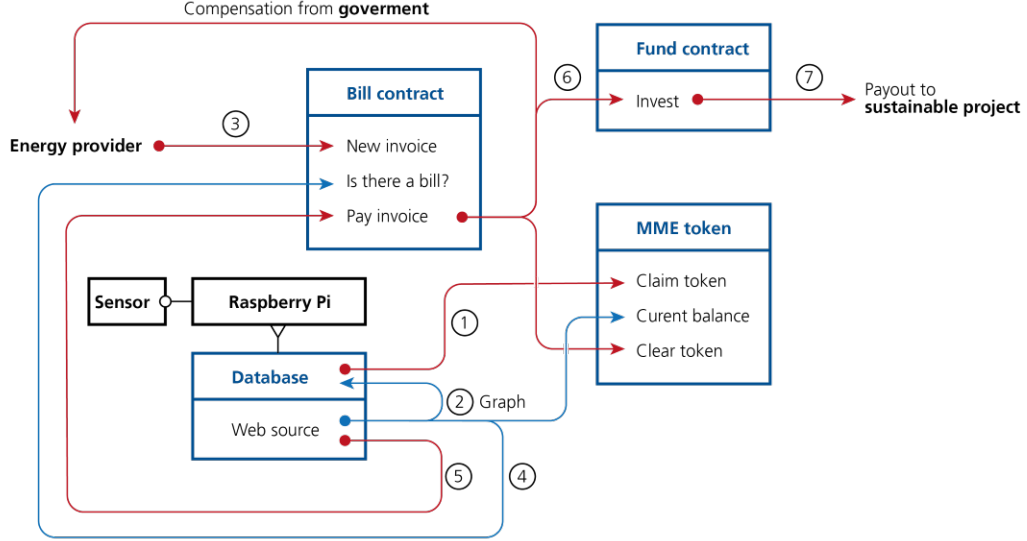 Compensation from goverment
Fund contract
Invest
6
7
Payout to
sustainable project
Bill contract
3
Energy provider
New invoice
Is there a bill?
Pay invoice
MME token
Claim token
Curent balance
Clear token
Sensor
Raspberry Pi
1
Database
2 Graph
Web source
5
4